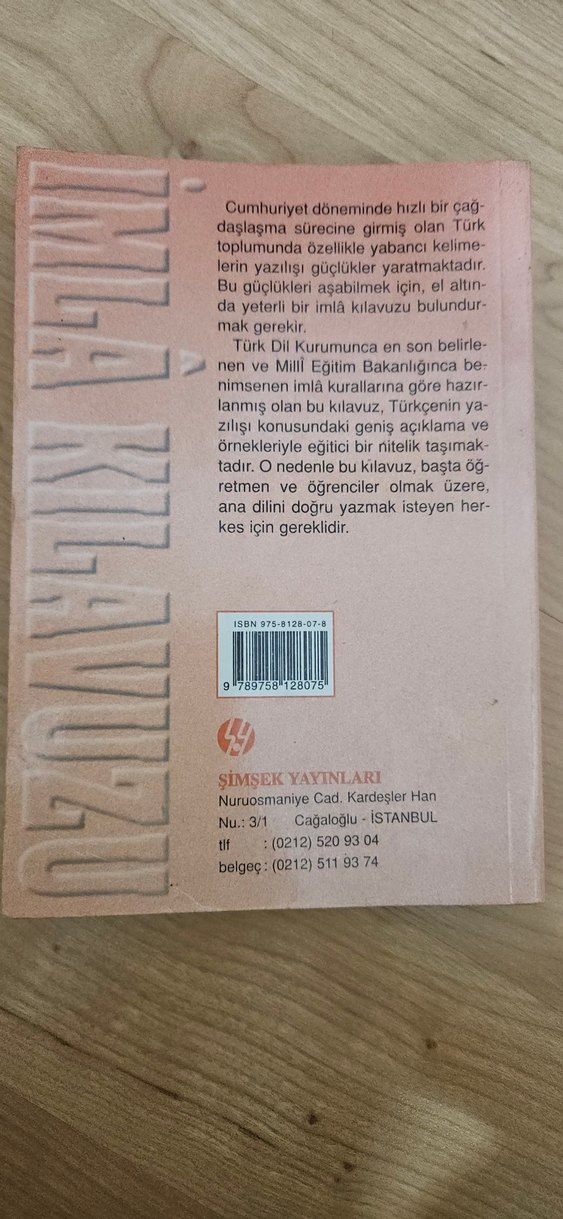 İMLÂ KILAVUZU
Cumhuriyet döneminde hızlı bir çağ-
daşlaşma sürecine girmiş olan Türk
toplumunda özellikle yabancı kelime-
lerin yazılışı güçlükler yaratmaktadır.
Bu güçlükleri aşabilmek için, el altın-
da yeterli bir imlâ kılavuzu bulundur-
mak gerekir.
Türk Dil Kurumunca en son belirle-
nen ve Millî Eğitim Bakanlığınca be-
nimsenen imlâ kurallarına göre hazır-
lanmış olan bu kılavuz, Türkçenin ya-
zılışı konusundaki geniş açıklama ve
örnekleriyle eğitici bir nitelik taşımak-
tadır. O nedenle bu kılavuz, başta öğ-
retmen ve öğrenciler olmak üzere,
ana dilini doğru yazmak isteyen her-
kes için gereklidir.
ISBN 975-8128-07-8
9 789758 128075
ŞİMŞEK YAYINLARI
Nuruosmaniye Cad. Kardeşler Han
Nu.: 3/1 Cağaloğlu - İSTANBUL
tlf : (0212) 520 93 04
belgeç : (0212) 511 93 74